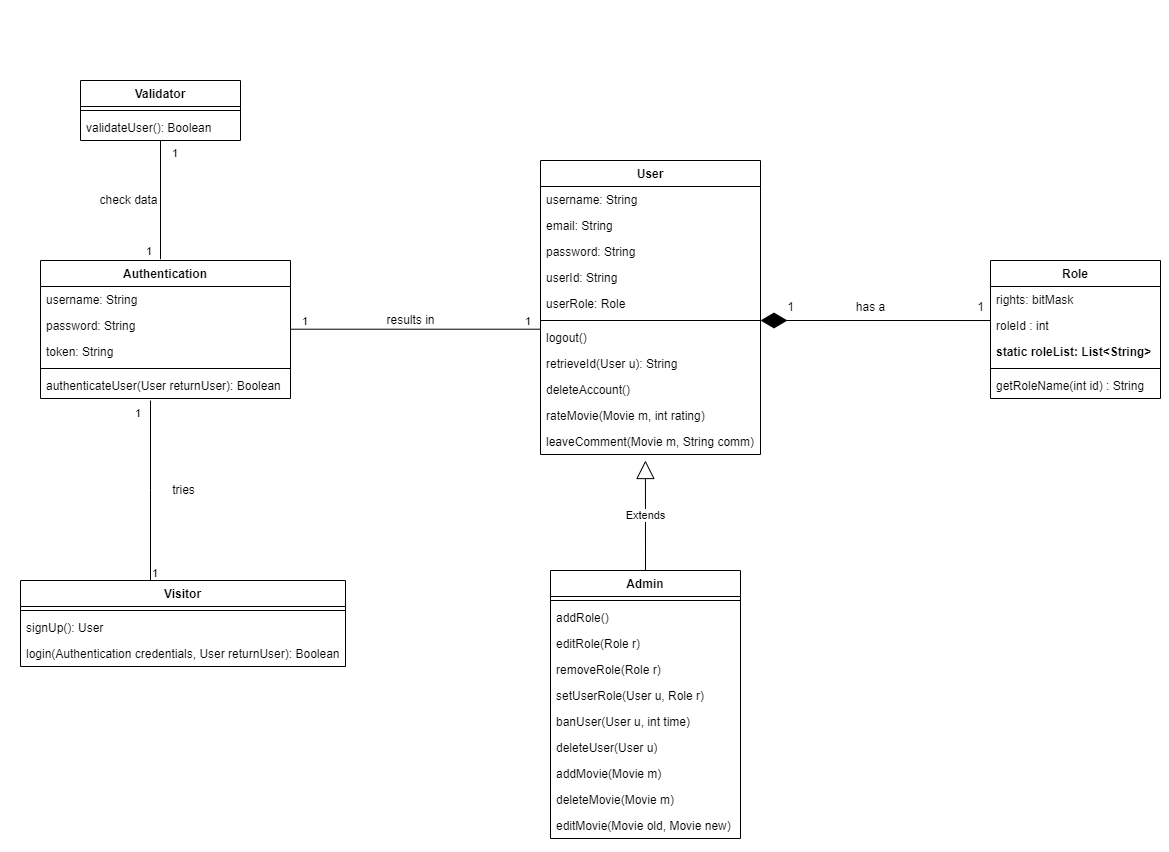 Validator
validateUser(): Boolean
1
check data
1
Authentication
username: String
password: String
token: String
authenticateUser(User returnUser): Boolean
1
results in
1
User
username: String
email: String
password: String
userId: String
userRole: Role
logout()
retrieveId(User u): String
deleteAccount()
rateMovie(Movie m, int rating)
leaveComment(Movie m, String comm)
1
has a
1
Role
rights: bitMask
roleId : int
static roleList: List<String>
getRoleName(int id) : String
1
tries
1
Visitor
signUp(): User
login(Authentication credentials, User returnUser): Boolean
Extends
Admin
addRole()
editRole(Role r)
removeRole(Role r)
setUserRole(User u, Role r)
banUser(User u, int time)
deleteUser(User u)
addMovie(Movie m)
deleteMovie(Movie m)
editMovie(Movie old, Movie new)